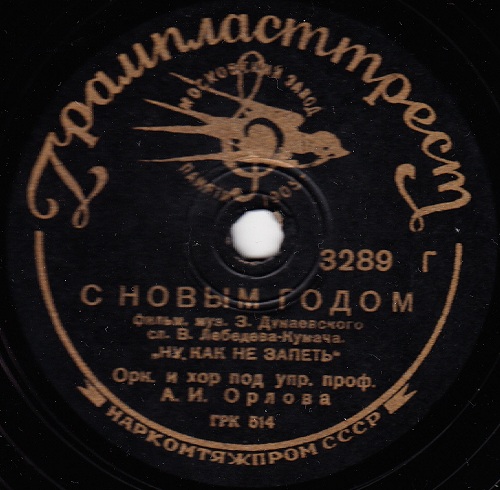 Грампласттрест
МОСКОВСКИЙ ЗАВОД
ПАМЯТИ 1905
3289 Г
С НОВЫМ ГОДОМ
фильм. муз. З. Дунаевского
сл. В. Лебедева-Кумача.
„НУ, КАК НЕ ЗАПЕТЬ“
Орк. и хор под упр. проф.
А. И. Орлова
ГРК 514
НАРКОМТЯЖПРОМ СССР